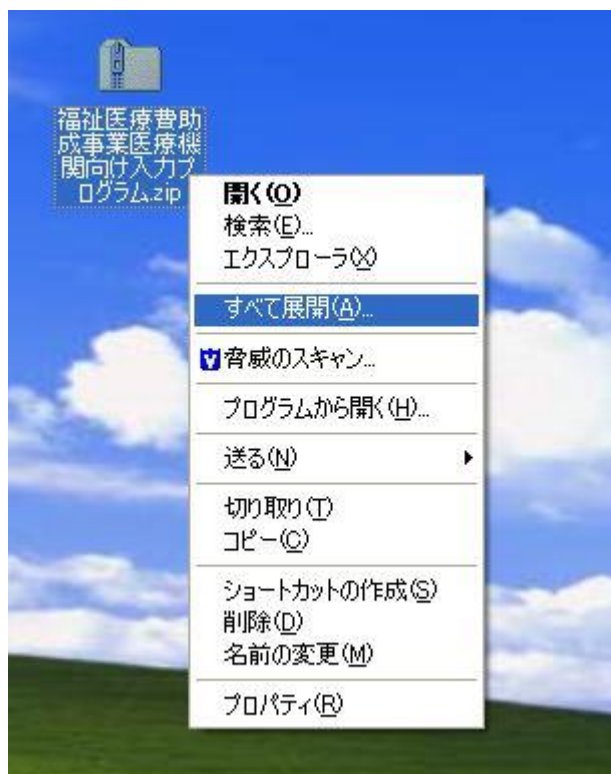 福祉医療費助
成事業医療機
関向け入力プ
ログラム.zip
開く(O)
検索(E)...
エクスプローラ(X)
すべて展開(A)...
脅威のスキャン...
プログラムから開く(H)...
送る(N)
切り取り(T)
コピー(C)
ショートカットの作成(S)
削除(D)
名前の変更(M)
プロパティ(R)